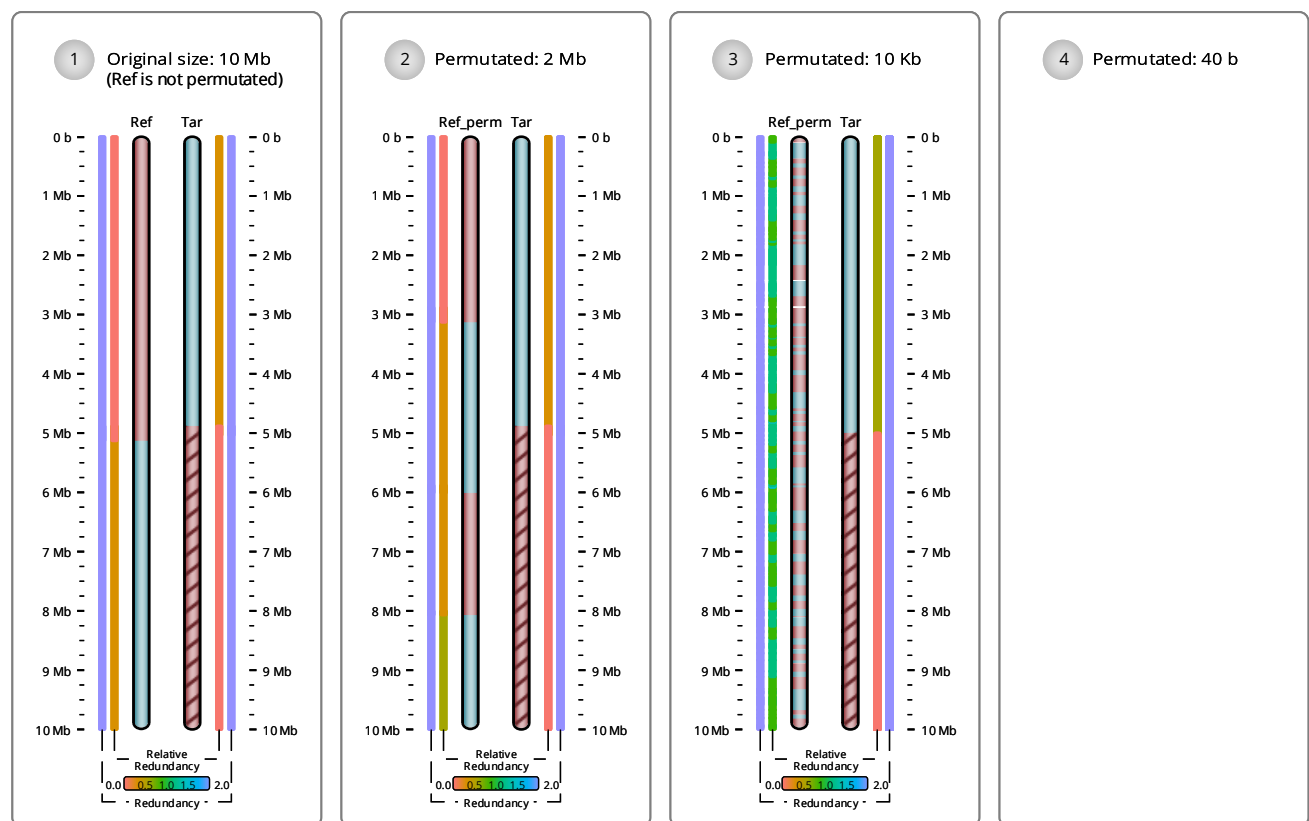 1
Original size: 10 Mb
(Ref is not permutated)
Ref Tar
0 b 0 b
1 Mb 1 Mb
2 Mb 2 Mb
3 Mb 3 Mb
4 Mb 4 Mb
5 Mb 5 Mb
6 Mb 6 Mb
7 Mb 7 Mb
8 Mb 8 Mb
9 Mb 9 Mb
10 Mb 10 Mb
Relative
Redundancy
0.0 0.5 1.0 1.5 2.0
Redundancy
2
Permutated: 2 Mb
Ref_perm Tar
0 b 0 b
1 Mb 1 Mb
2 Mb 2 Mb
3 Mb 3 Mb
4 Mb 4 Mb
5 Mb 5 Mb
6 Mb 6 Mb
7 Mb 7 Mb
8 Mb 8 Mb
9 Mb 9 Mb
10 Mb 10 Mb
Relative
Redundancy
0.0 0.5 1.0 1.5 2.0
Redundancy
3
Permutated: 10 Kb
Ref_perm Tar
0 b 0 b
1 Mb 1 Mb
2 Mb 2 Mb
3 Mb 3 Mb
4 Mb 4 Mb
5 Mb 5 Mb
6 Mb 6 Mb
7 Mb 7 Mb
8 Mb 8 Mb
9 Mb 9 Mb
10 Mb 10 Mb
Relative
Redundancy
0.0 0.5 1.0 1.5 2.0
Redundancy
4
Permutated: 40 b